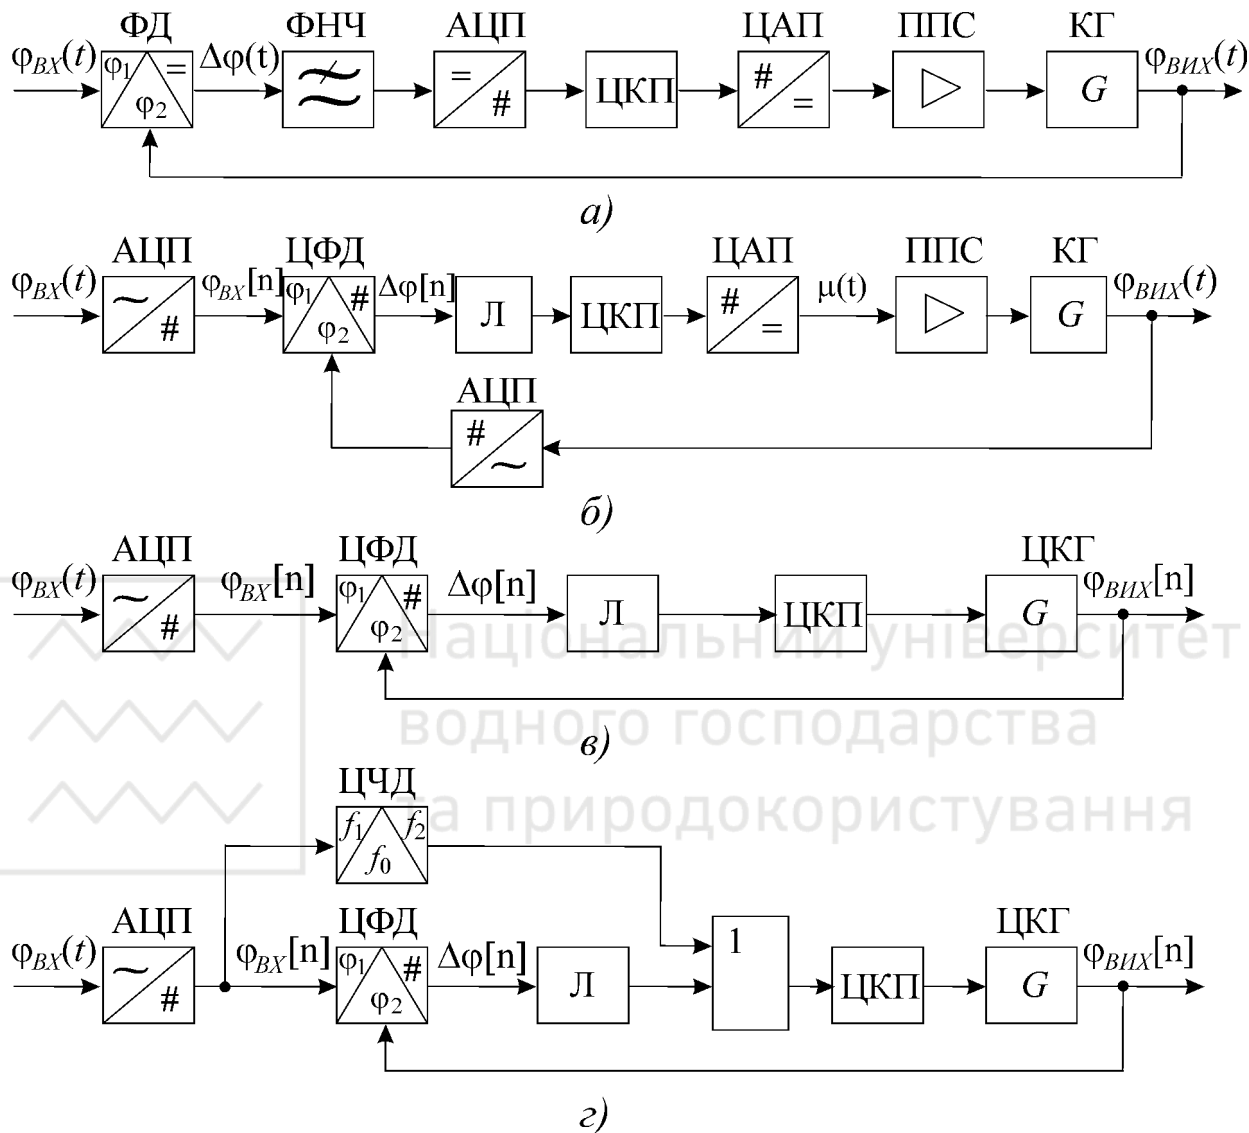 ФД ФНЧ АЦП ЦАП ППС КГ
φВХ(t) φ1 = φ2 Δφ(t) = # ЦКП # = G φВИХ(t)
а)
АЦП ЦФД ЦАП ППС КГ
φВХ(t) ~ # φВХ[n] φ1 # φ2 Δφ[n] Л ЦКП # = μ(t) G φВИХ(t)
АЦП
# ~
б)
АЦП ЦФД ЦКГ
φВХ(t) ~ # φВХ[n] φ1 # φ2 Δφ[n] Л ЦКП G φВИХ[n]
Національний університет
водного господарства
в)
ЦЧД
f1 f2 f0
та природокористування
АЦП ЦФД ЦКГ
φВХ(t) ~ # φВХ[n] φ1 # φ2 Δφ[n] Л 1 ЦКП G φВИХ[n]
г)